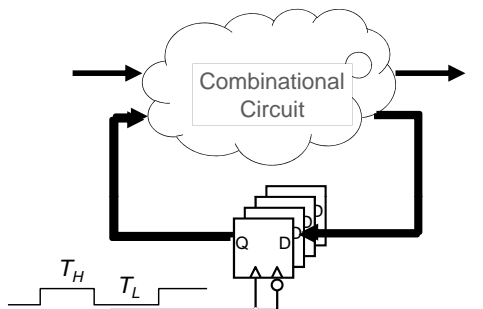 Combinational
Circuit
D
D
Q D
T_H T_L